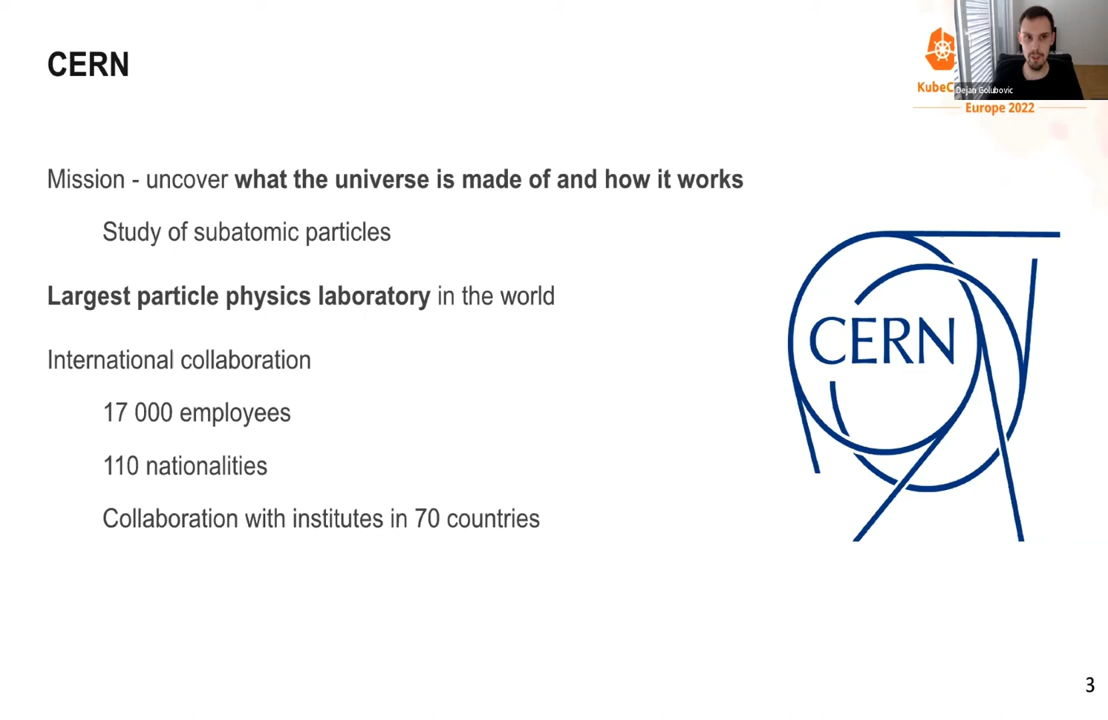 CERN
KubeC
Dejan Golubovic
Europe 2022
Mission - uncover what the universe is made of and how it works
Study of subatomic particles
Largest particle physics laboratory in the world
International collaboration
17 000 employees
110 nationalities
Collaboration with institutes in 70 countries
CERN
3